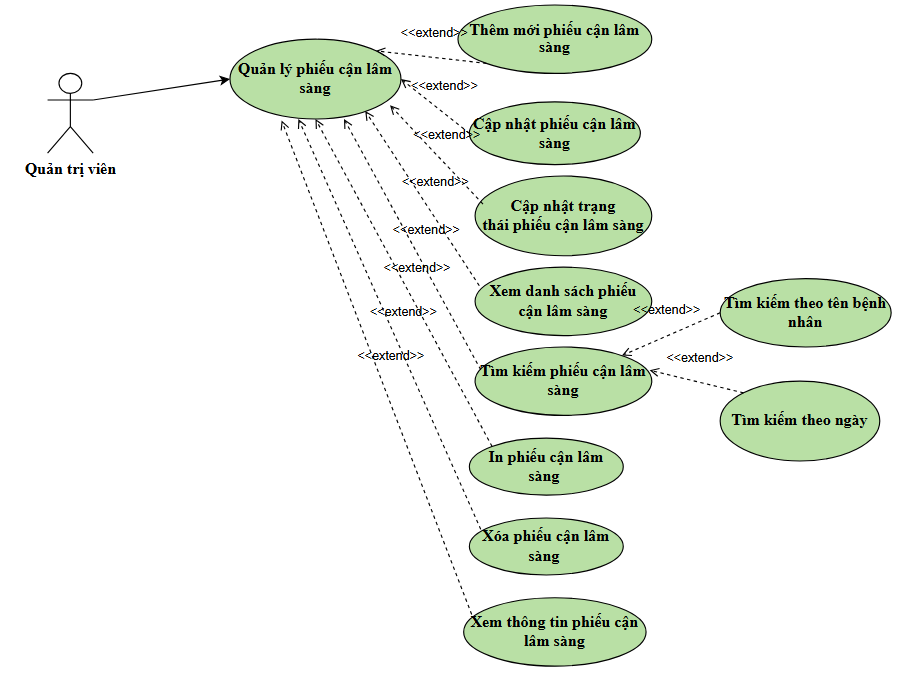 <<extend>>
Thêm mới phiếu cận lâm
sàng
Quản lý phiếu cận lâm
sàng
<<extend>>
Cập nhật phiếu cận lâm
sàng
<<extend>>
Quản trị viên
<<extend>>
Cập nhật trạng
thái phiếu cận lâm sàng
<<extend>>
<<extend>>
Xem danh sách phiếu
cận lâm sàng
<<extend>>
Tìm kiếm theo tên bệnh
nhân
<<extend>>
<<extend>>
<<extend>>
Tìm kiếm phiếu cận lâm
sàng
Tìm kiếm theo ngày
In phiếu cận lâm
sàng
Xóa phiếu cận lâm
sàng
Xem thông tin phiếu cận
lâm sàng